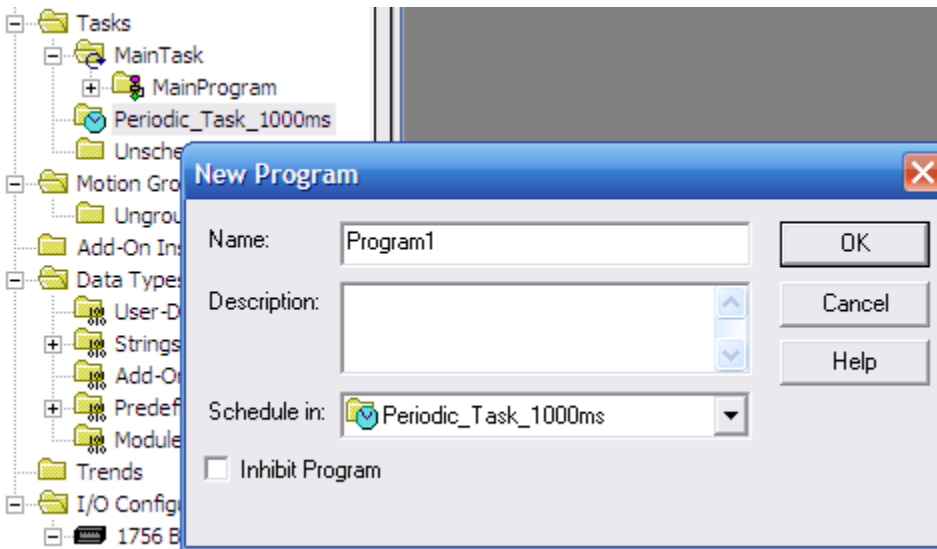 Tasks
MainTask
MainProgram
Periodic_Task_1000ms
Unsche
Motion Gro
Ungrou
Add-On Ins
Data Types
User-D
Strings
Add-On
Predef
Module
Trends
I/O Configu
1756 B
New Program
Name:
Program1
OK
Description:
Cancel
Help
Schedule in:
Periodic_Task_1000ms
Inhibit Program